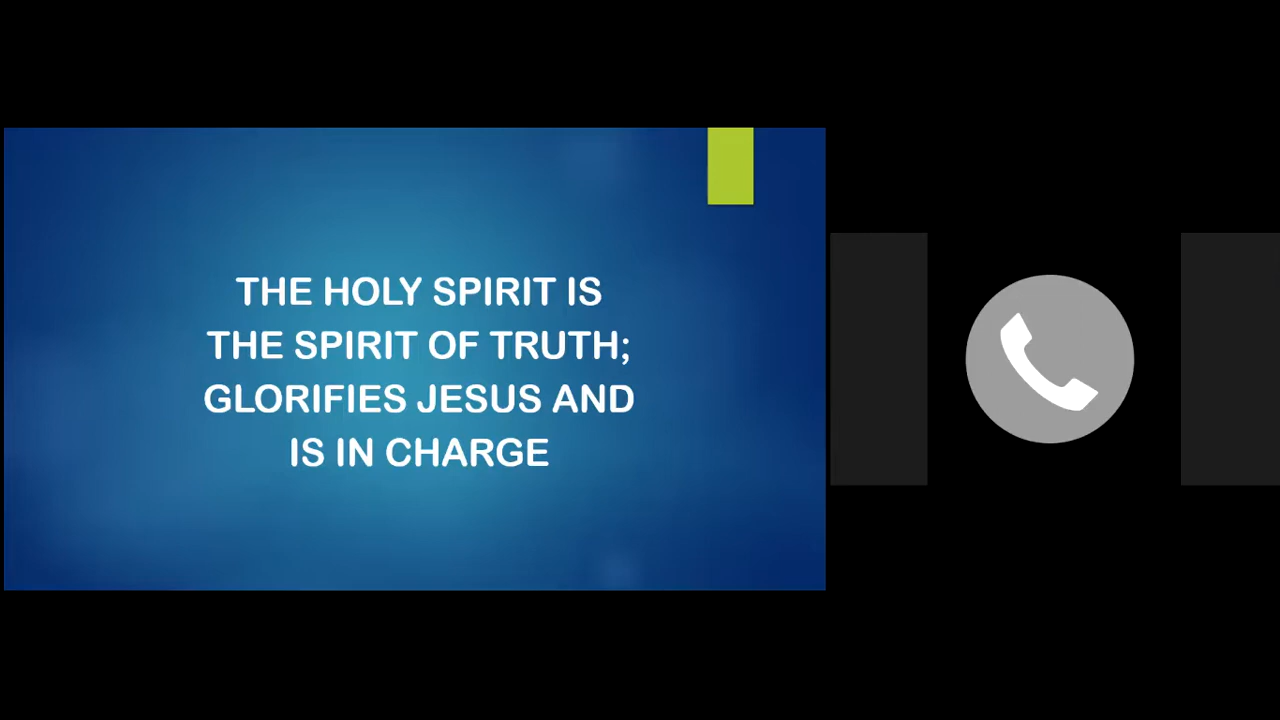 THE HOLY SPIRIT IS
THE SPIRIT OF TRUTH;
GLORIFIES JESUS AND
IS IN CHARGE